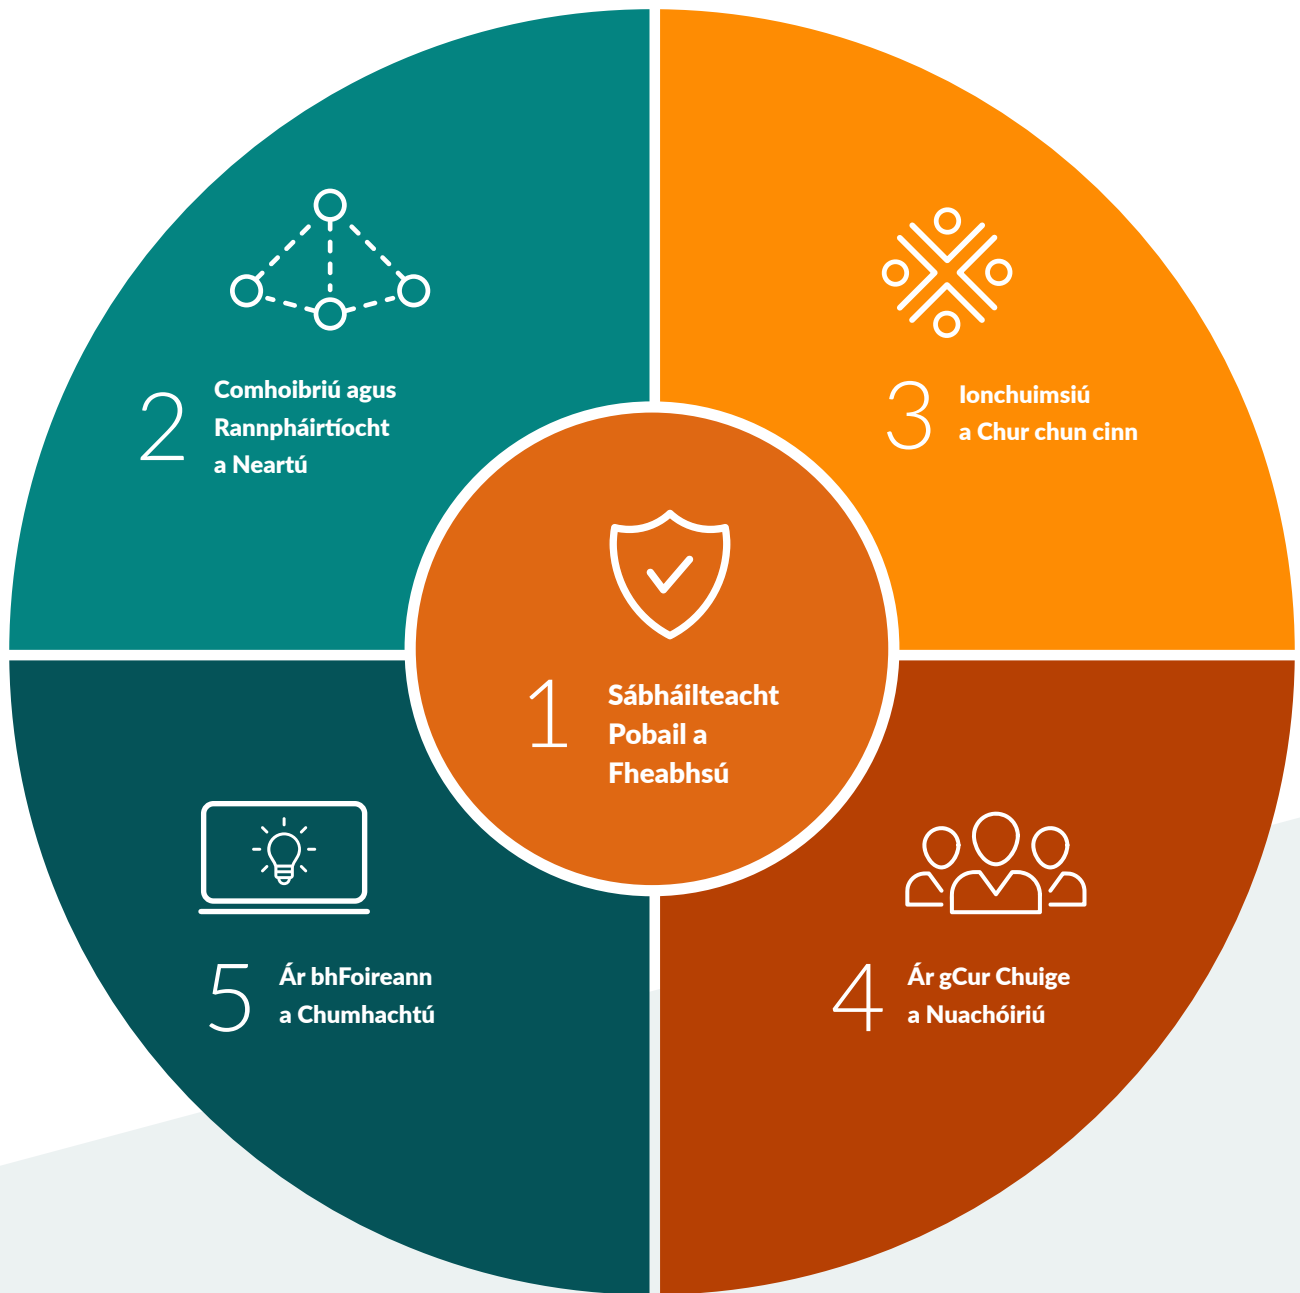 2
Comhoibriú agus
Rannpháirtíocht
a Neartú
3
Ionchuimsiú
a Chur chun cinn
1
Sábháilteacht
Pobail a
Fheabhsú
5
Ár bhFoireann
a Chumhachtú
4
Ár gCur Chuige
a Nuachóiriú